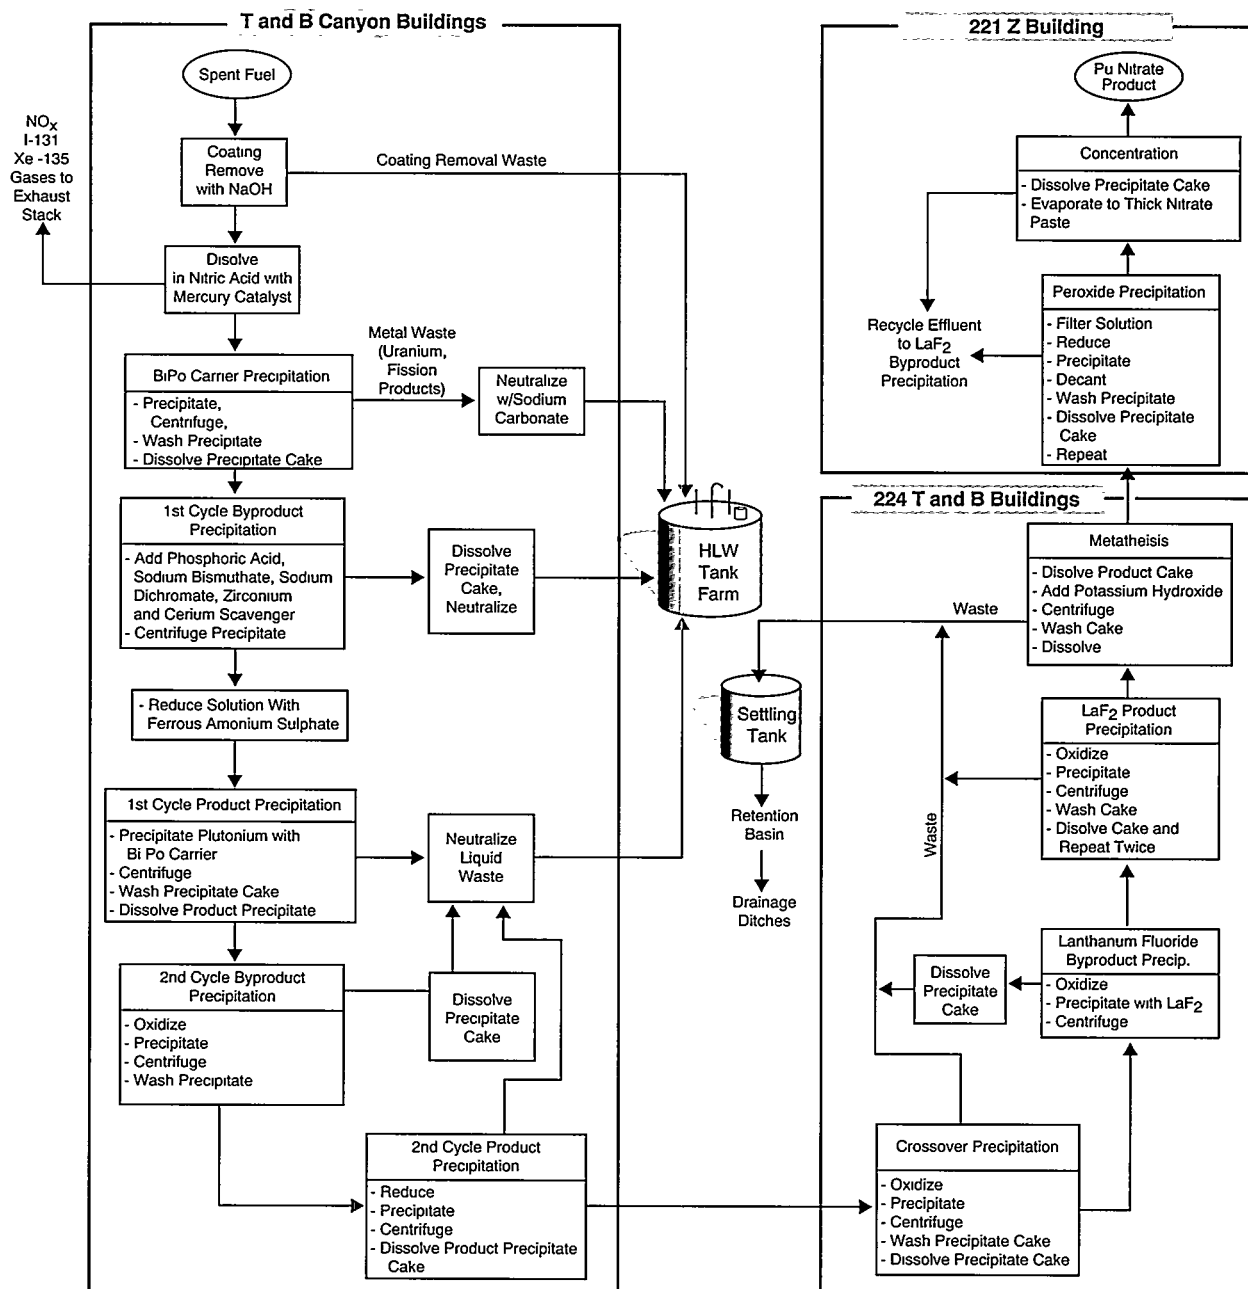 T and B Canyon Buildings
Spent Fuel
NOx
I-131
Xe -135
Gases to
Exhaust
Stack
Coating
Remove
with NaOH
Coating Removal Waste
Disolve
in Nitric Acid with
Mercury Catalyst
BiPo Carrier Precipitation
- Precipitate,
Centrifuge,
- Wash Precipitate
- Dissolve Precipitate Cake
Metal Waste
(Uranium,
Fission
Products)
Neutralize
w/Sodium
Carbonate
1st Cycle Byproduct
Precipitation
- Add Phosphoric Acid,
Sodium Bismuthate, Sodium
Dichromate, Zirconium
and Cerium Scavenger
- Centrifuge Precipitate
Dissolve
Precipitate
Cake,
Neutralize
HLW
Tank
Farm
- Reduce Solution With
Ferrous Amonium Sulphate
1st Cycle Product Precipitation
- Precipitate Plutonium with
Bi Po Carrier
- Centrifuge
- Wash Precipitate Cake
- Dissolve Product Precipitate
Neutralize
Liquid
Waste
2nd Cycle Byproduct
Precipitation
- Oxidize
- Precipitate
- Centrifuge
- Wash Precipitate
Dissolve
Precipitate
Cake
2nd Cycle Product
Precipitation
- Reduce
- Precipitate
- Centrifuge
- Dissolve Product Precipitate
Cake
Settling
Tank
Retention
Basin
Drainage
Ditches
221 Z Building
Pu Nitrate
Product
Concentration
- Dissolve Precipitate Cake
- Evaporate to Thick Nitrate
Paste
Peroxide Precipitation
- Filter Solution
- Reduce
- Precipitate
- Decant
- Wash Precipitate
- Dissolve Precipitate
Cake
- Repeat
Recycle Effluent
to LaF2
Byproduct
Precipitation
224 T and B Buildings
Metatheisis
- Disolve Product Cake
- Add Potassium Hydroxide
- Centrifuge
- Wash Cake
- Dissolve
Waste
LaF2 Product
Precipitation
- Oxidize
- Precipitate
- Centrifuge
- Wash Cake
- Disolve Cake and
Repeat Twice
Waste
Lanthanum Fluoride
Byproduct Precip.
- Oxidize
- Precipitate with LaF2
- Centrifuge
Dissolve
Precipitate
Cake
Crossover Precipitation
- Oxidize
- Precipitate
- Centrifuge
- Wash Precipitate Cake
- Dissolve Precipitate Cake